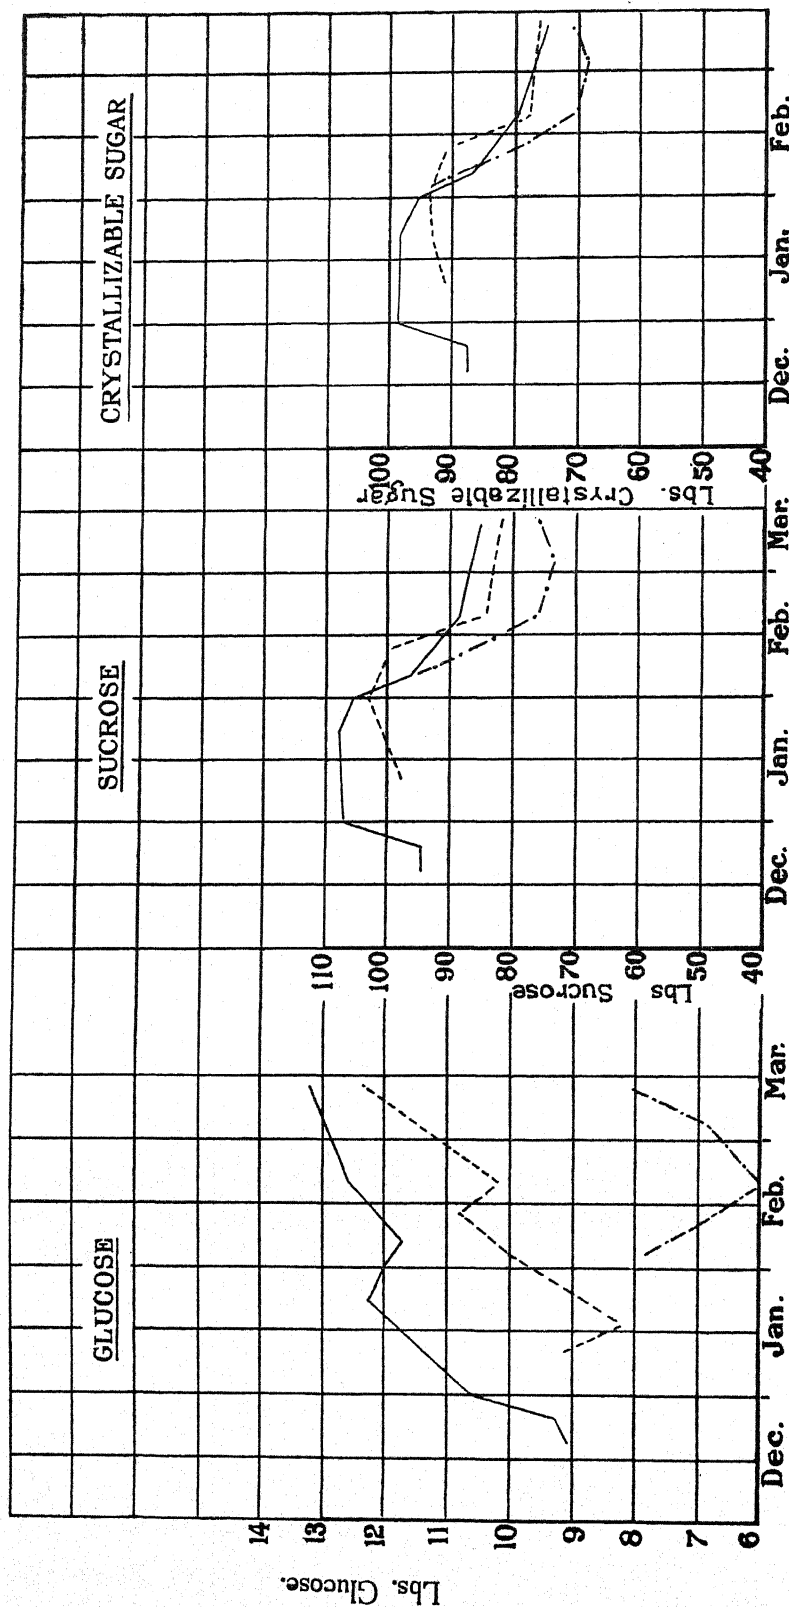 GLUCOSE
Lbs. Glucose.
14
13
12
11
10
9
8
7
6
Dec.
Jan.
Feb.
Mar.
SUCROSE
Lbs Sucrose
110
100
90
80
70
60
50
40
Dec.
Jan.
Feb.
Mar.
CRYSTALLIZABLE SUGAR
Lbs. Crystallizable Sugar
100
90
80
70
60
50
40
Dec.
Jan.
Feb.